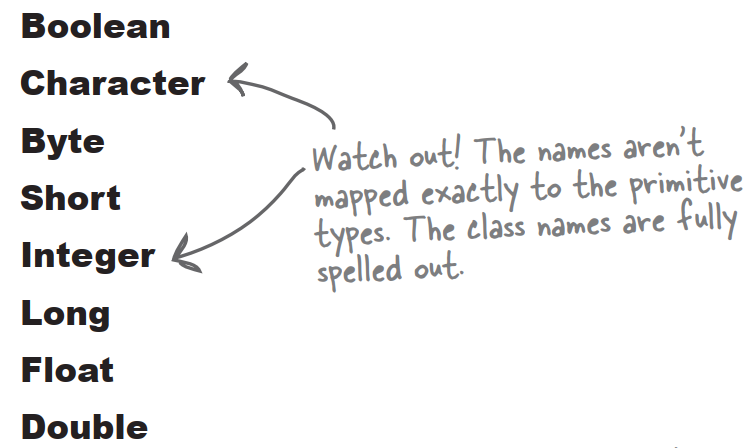 Boolean
Character
Byte
Short
Integer
Long
Float
Double
Watch out! The names aren't
mapped exactly to the primitive
types. The class names are fully
spelled out.